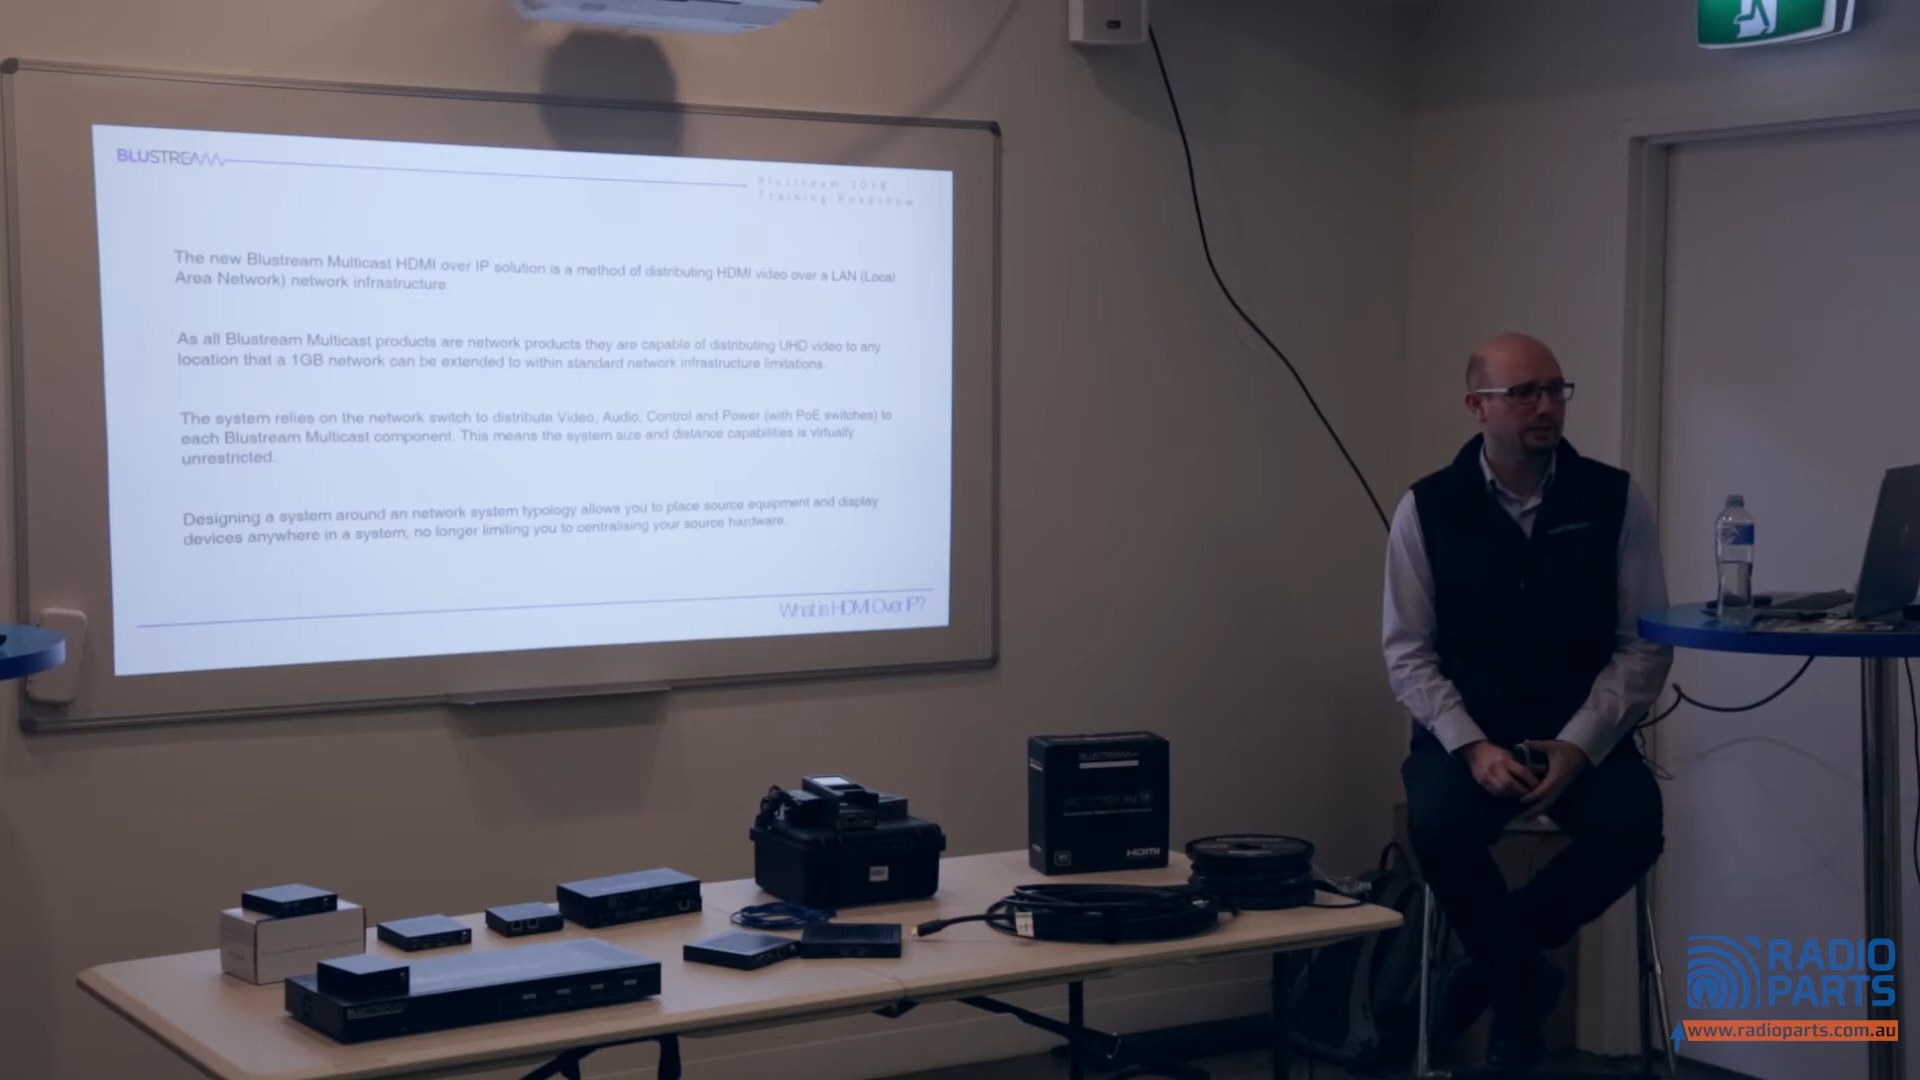 BLUSTREAM
Blustream 2018
Training Roadshow
The new Blustream Multicast HDMI over IP solution is a method of distributing HDMI video over a LAN (Local
Area Network) network infrastructure.
As all Blustream Multicast products are network products they are capable of distributing UHD video to any
location that a 1GB network can be extended to within standard network infrastructure limitations.
The system relies on the network switch to distribute Video, Audio, Control and Power (with PoE switches) to
each Blustream Multicast component. This means the system size and distance capabilities is virtually
unrestricted.
Designing a system around an network system typology allows you to place source equipment and display
devices anywhere in a system, no longer limiting you to centralising your source hardware.
What is HDMI Over IP?
BLUSTREAM
HDMI
BLUSTREAM
RADIO
PARTS
www.radioparts.com.au